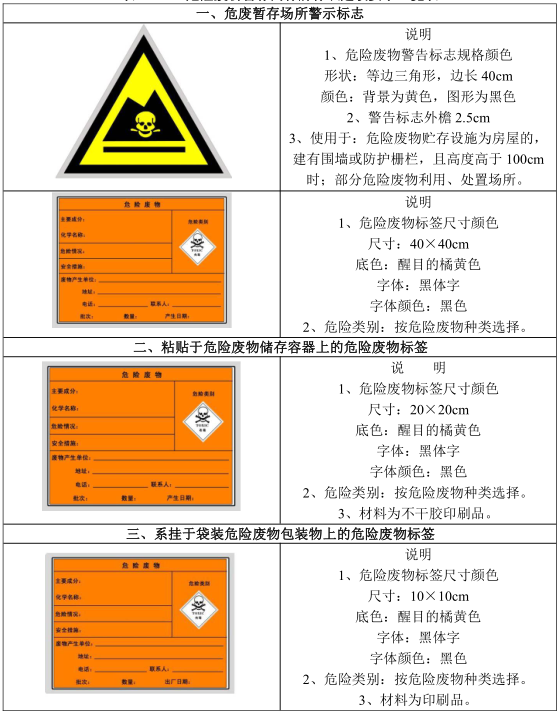 一、危废暂存场所警示标志
说明
1、危险废物警告标志规格颜色
形状：等边三角形，边长 40cm
颜色：背景为黄色，图形为黑色
2、警告标志外檐 2.5cm
3、使用于：危险废物贮存设施为房屋的，
建有围墙或防护栅栏，且高度高于 100cm
时；部分危险废物利用、处置场所。
危 险 废 物
主要成分：
化学名称：
危险类别
危险情况：
安全措施：
废物产生单位：
地址：
电话： 联系人：
批次： 数量： 产生日期：
说明
1、危险废物标签尺寸颜色
尺寸：40×40cm
底色：醒目的橘黄色
字体：黑体字
字体颜色：黑色
2、危险类别：按危险废物种类选择。
二、粘贴于危险废物储存容器上的危险废物标签
危 险 废 物
主要成分：
危险类别
化学名称：
危险情况：
TOXIC
有毒
安全措施：
废物产生单位：
地址：
电话： 联系人：
批次： 数量： 产生日期：
说 明
1、危险废物标签尺寸颜色
尺寸：20×20cm
底色：醒目的橘黄色
字体：黑体字
字体颜色：黑色
2、危险类别：按危险废物种类选择。
3、材料为不干胶印刷品。
三、系挂于袋装危险废物包装物上的危险废物标签
危 险 废 物
主要成分：
危险类别
化学名称：
危险情况：
安全措施：
废物产生单位：
地址：
电话： 联系人：
批次： 数量： 出厂日期：
说明
1、危险废物标签尺寸颜色
尺寸：10×10cm
底色：醒目的橘黄色
字体：黑体字
字体颜色：黑色
2、危险类别：按危险废物种类选择。
3、材料为印刷品。